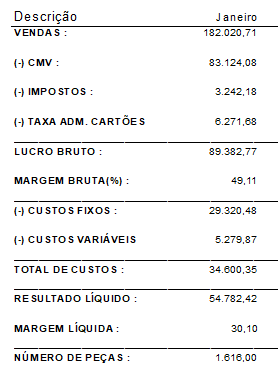 Descrição Janeiro
VENDAS : 182.020,71
(-) CMV : 83.124,08
(-) IMPOSTOS : 3.242,18
(-) TAXA ADM. CARTÕES 6.271,68
LUCRO BRUTO : 89.382,77
MARGEM BRUTA(%) : 49,11
(-) CUSTOS FIXOS : 29.320,48
(-) CUSTOS VARIÁVEIS 5.279,87
TOTAL DE CUSTOS : 34.600,35
RESULTADO LÍQUIDO : 54.782,42
MARGEM LÍQUIDA : 30,10
NÚMERO DE PEÇAS : 1.616,00